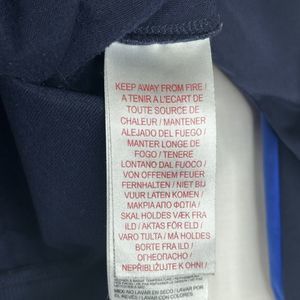 KEEP AWAY FROM FIRE /
A TENIR A L'ECART DE
TOUTE SOURCE DE
CHALEUR / MANTENER
ALEJADO DEL FUEGO /
MANTER LONGE DE
FOGO / TENERE
LONTANO DAL FUOCO /
VON OFFENEM FEUER
FERNHALTEN / NIET BIJ
VUUR LATEN KOMEN /
ΜΑΚΡΙΑ ΑΠΟ ΦΩΤΙΑ /
SKAL HOLDES VÆK FRA
ILD / AKTAS FÖR ELD /
VARO TULTA / MÅ HOLDES
BORTE FRA ILD /
ОГНЕОПАСНО /
NEPŘIBLIŽUJTE K OHNI /